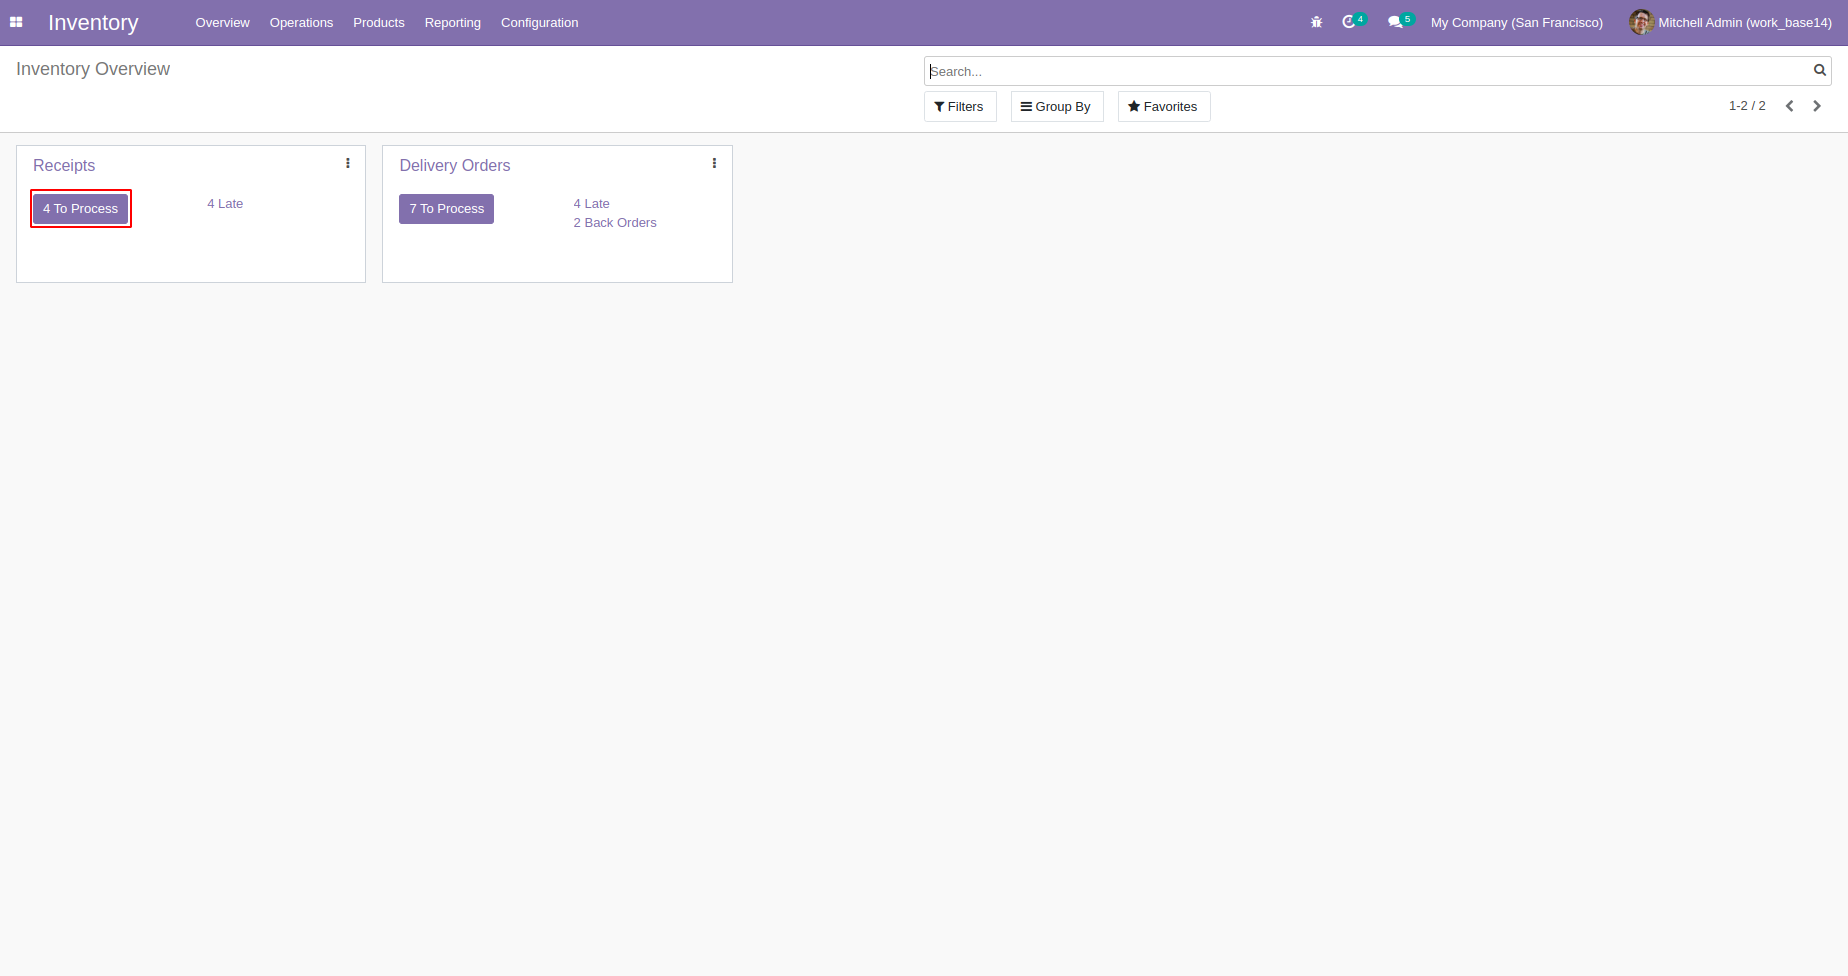 Inventory
Overview
Operations
Products
Reporting
Configuration
4
5
My Company (San Francisco)
Mitchell Admin (work_base14)
Inventory Overview
Search...
Filters
Group By
Favorites
1-2 / 2
Receipts
4 To Process
4 Late
Delivery Orders
7 To Process
4 Late
2 Back Orders